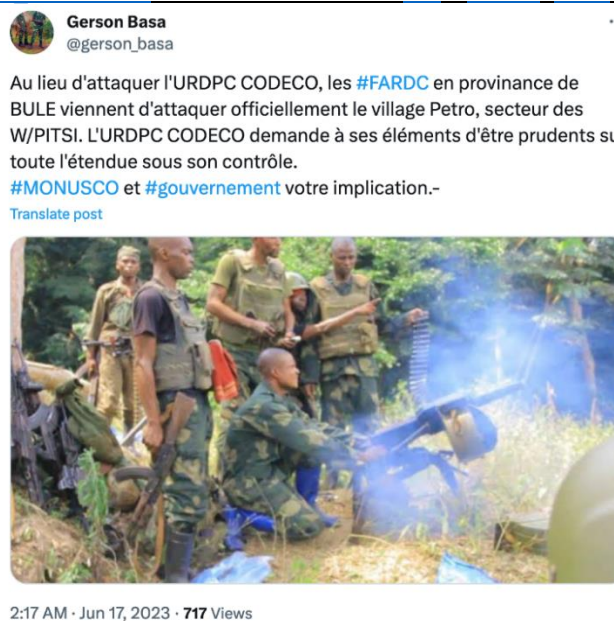 Gerson Basa
@gerson_basa
Au lieu d'attaquer l'URDPC CODECO, les #FARDC en provinance de
BULE viennent d'attaquer officiellement le village Petro, secteur des
W/PITSI. L'URDPC CODECO demande à ses éléments d'être prudents su
toute l'étendue sous son contrôle.
#MONUSCO et #gouvernement votre implication.-
Translate post
2:17 AM · Jun 17, 2023 · 717 Views